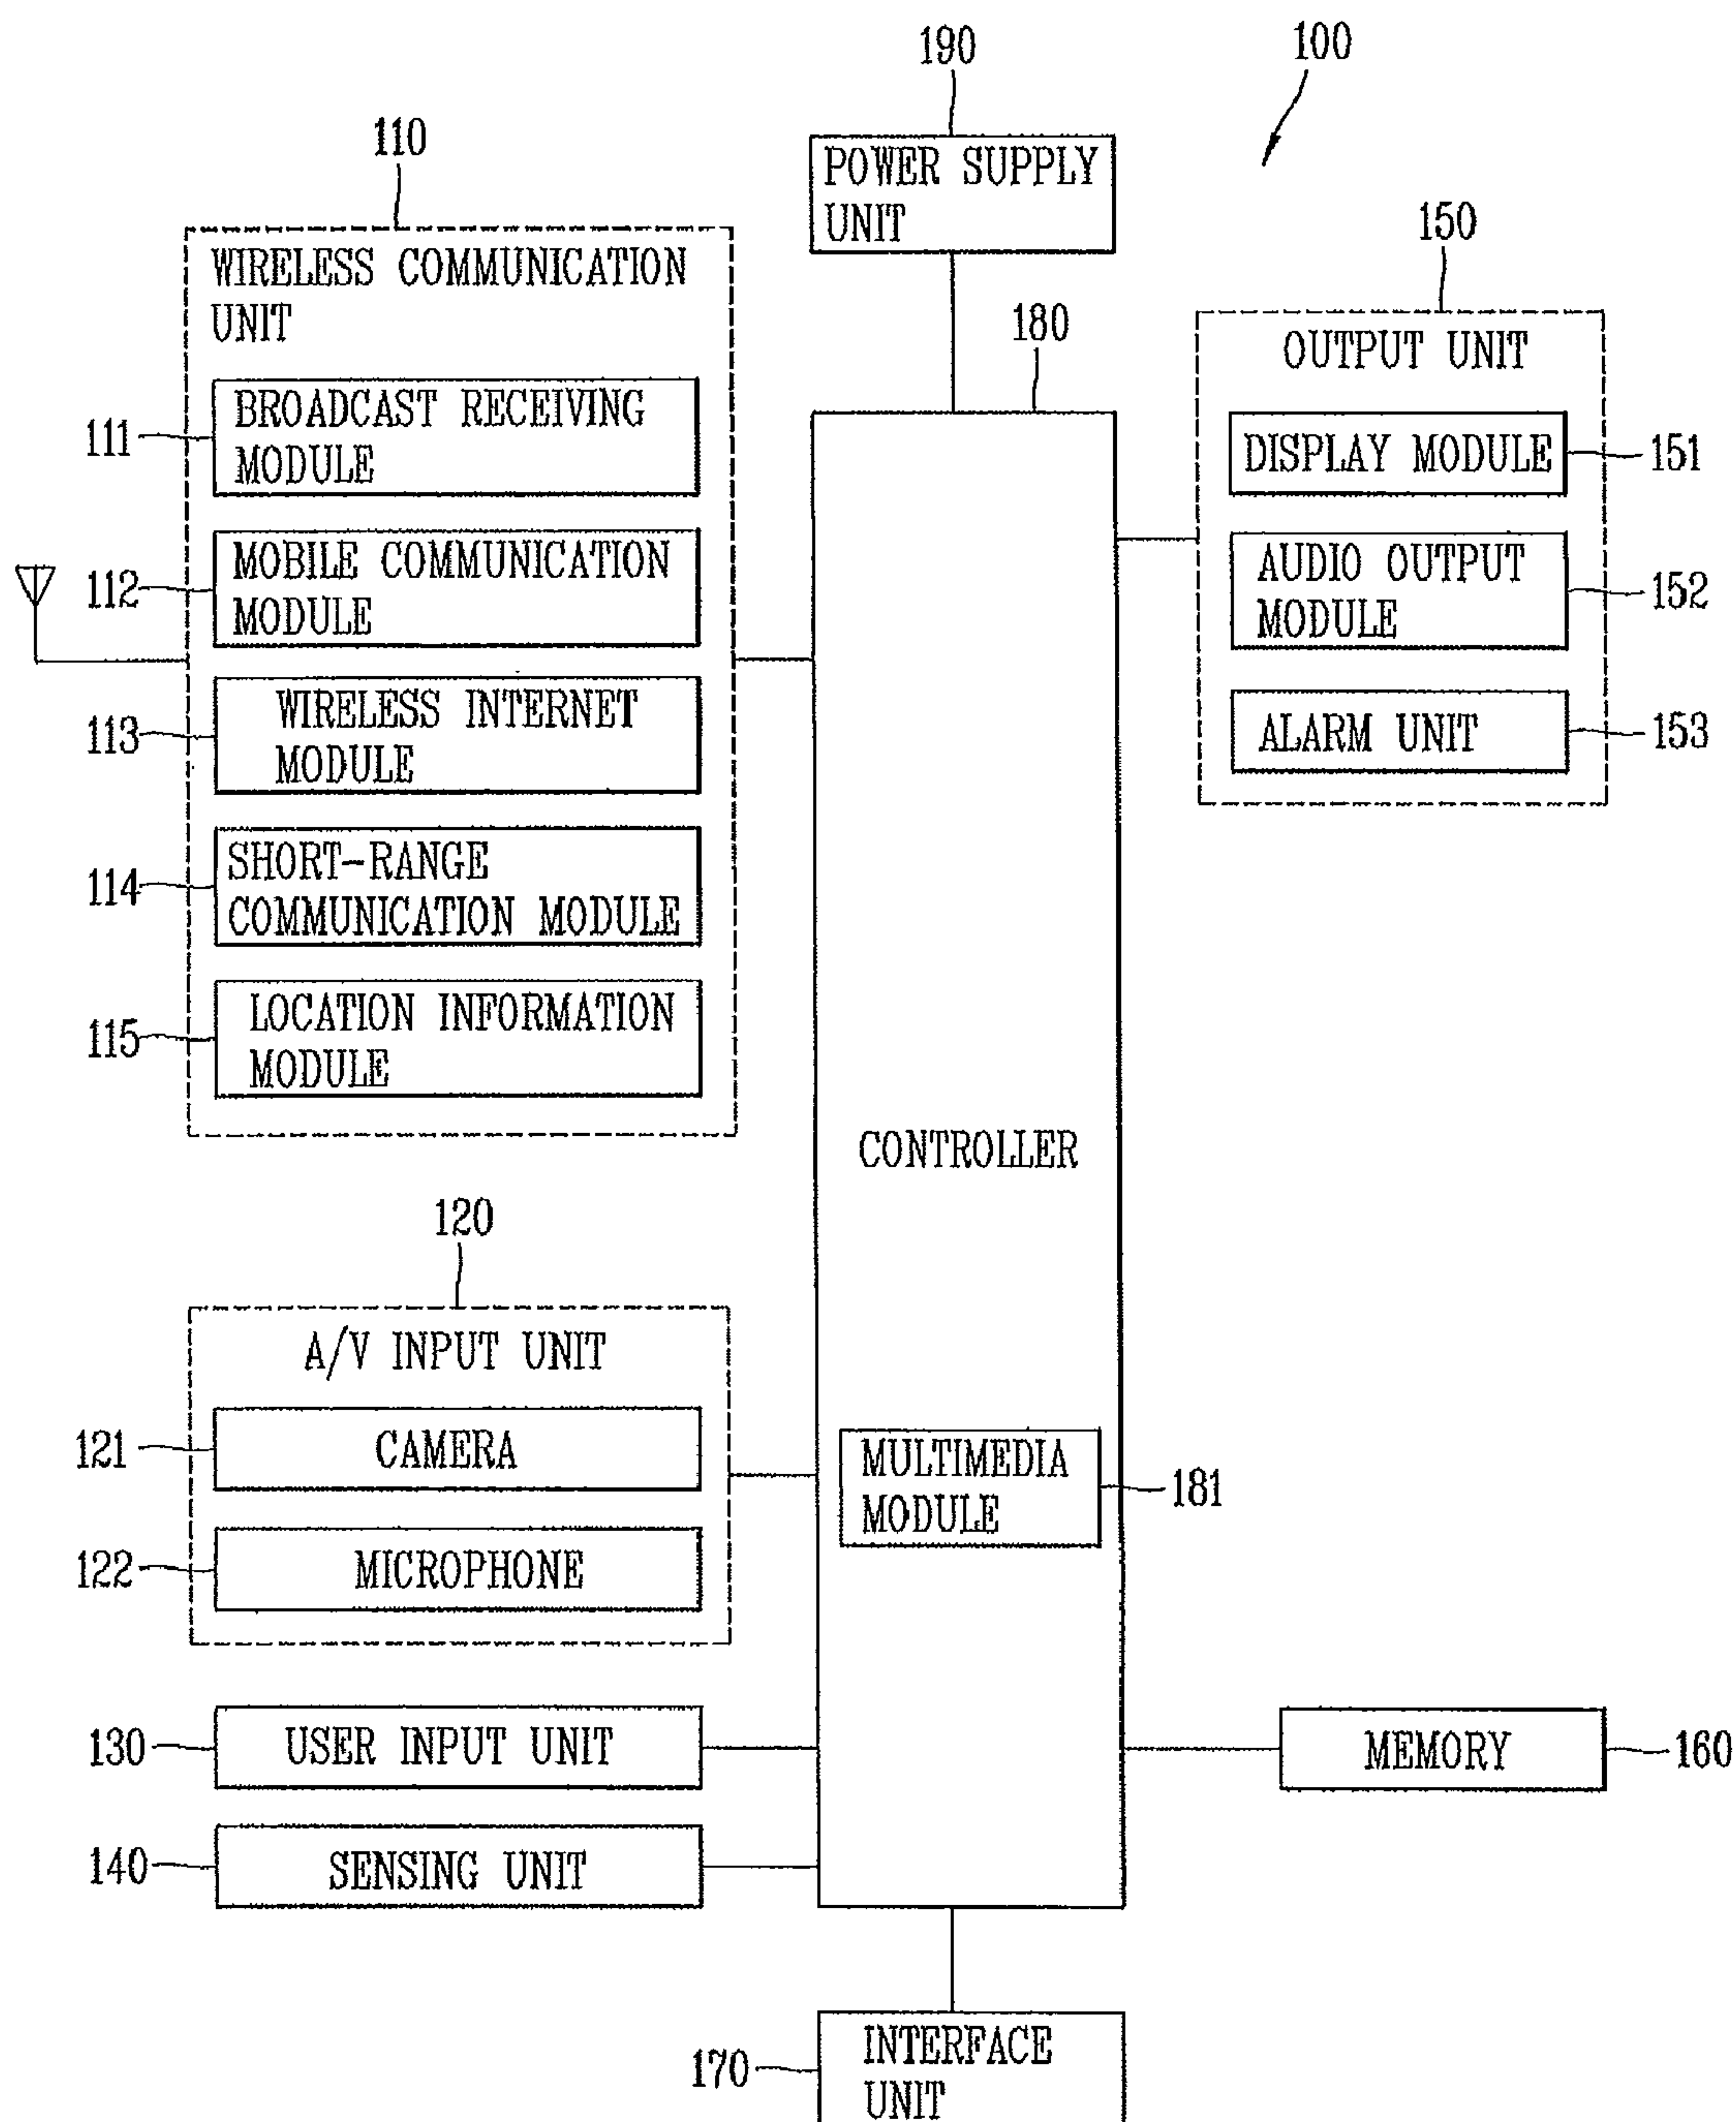 190
100
POWER SUPPLY
UNIT
110
WIRELESS COMMUNICATION
UNIT
111
BROADCAST RECEIVING
MODULE
112
MOBILE COMMUNICATION
MODULE
113
WIRELESS INTERNET
MODULE
114
SHORT-RANGE
COMMUNICATION MODULE
115
LOCATION INFORMATION
MODULE
180
CONTROLLER
MULTIMEDIA
MODULE
181
150
OUTPUT UNIT
DISPLAY MODULE
151
AUDIO OUTPUT
MODULE
152
ALARM UNIT
153
120
A/V INPUT UNIT
121
CAMERA
122
MICROPHONE
130
USER INPUT UNIT
140
SENSING UNIT
MEMORY
160
170
INTERFACE
UNIT